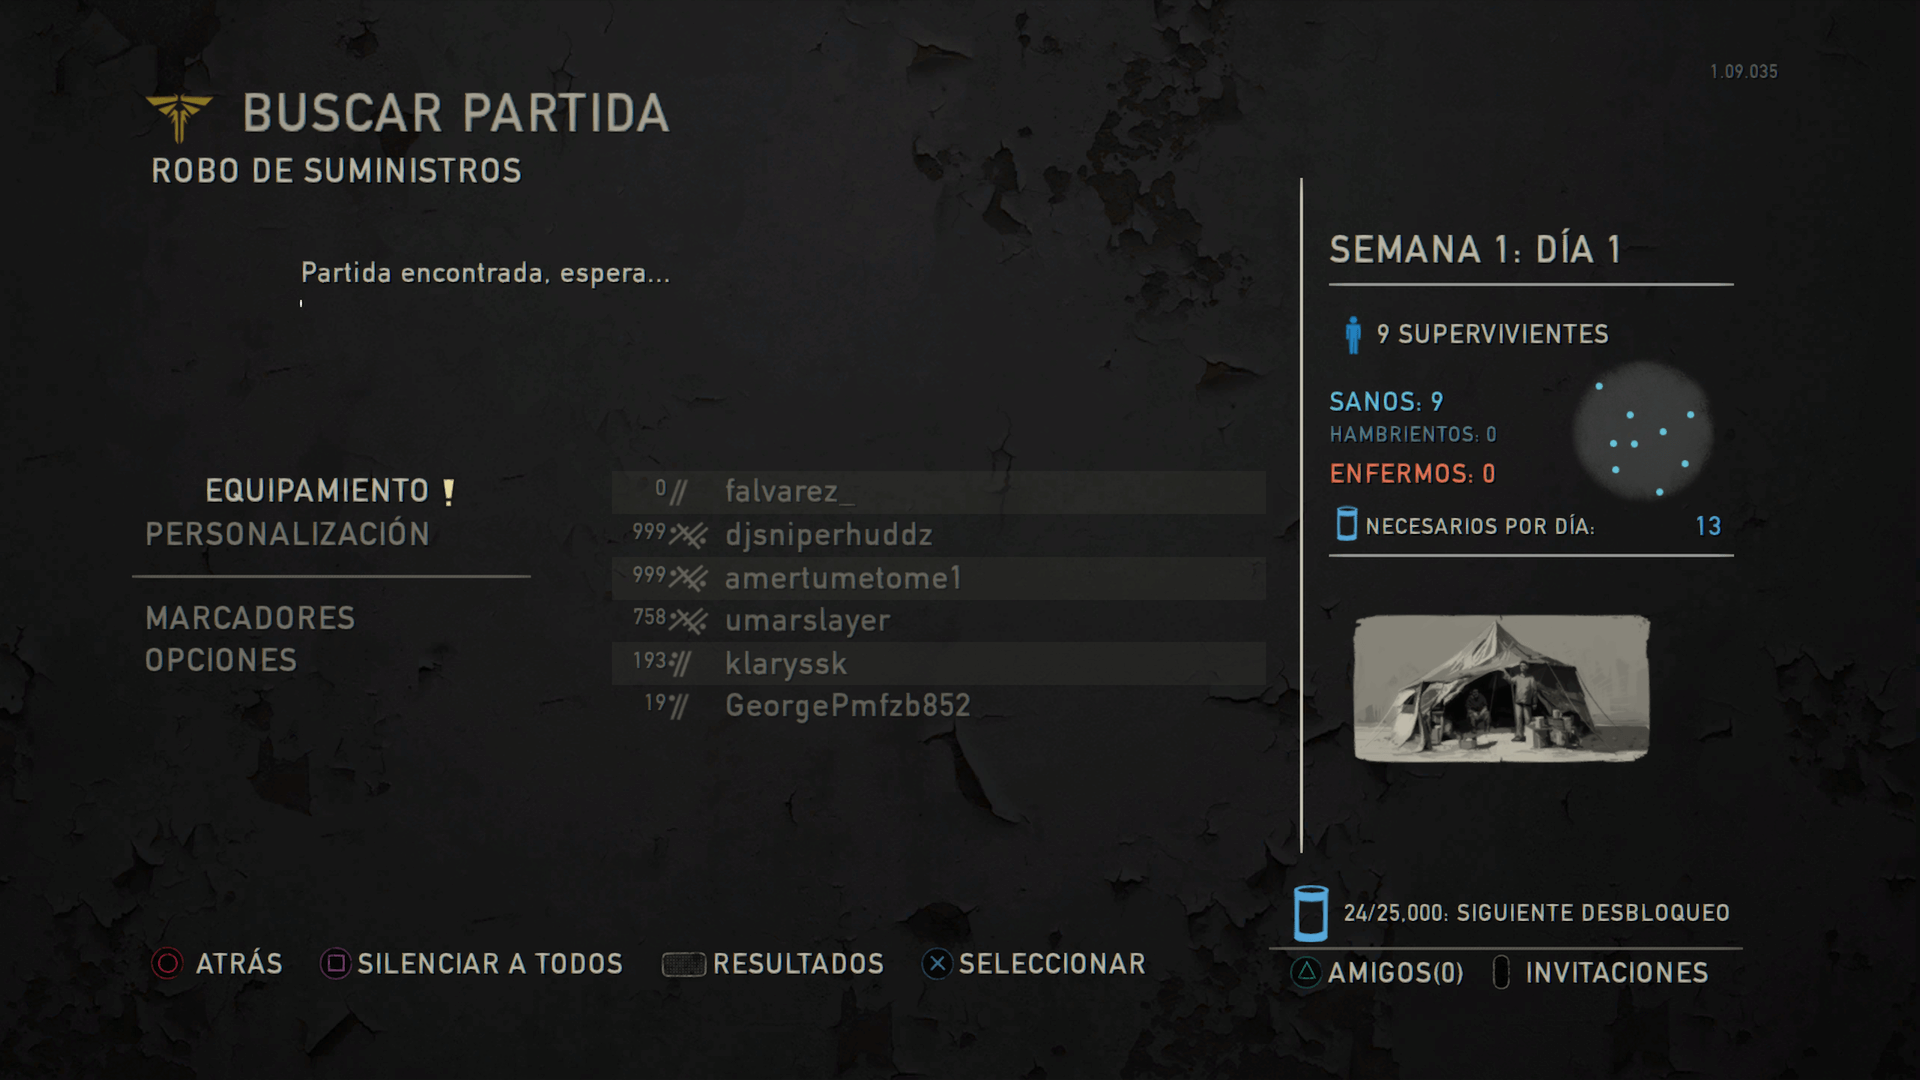 1.09.035
BUSCAR PARTIDA
ROBO DE SUMINISTROS
Partida encontrada, espera...
EQUIPAMIENTO !
PERSONALIZACIÓN
MARCADORES
OPCIONES
0 falvarez_
999 djsniperhuddz
999 amertumetome1
758 umarslayer
193 klaryssk
19 GeorgePmfzb852
SEMANA 1: DÍA 1
9 SUPERVIVIENTES
SANOS: 9
HAMBRIENTOS: 0
ENFERMOS: 0
NECESARIOS POR DÍA: 13
24/25,000: SIGUIENTE DESBLOQUEO
ATRÁS SILENCIAR A TODOS RESULTADOS SELECCIONAR
AMIGOS(0) INVITACIONES